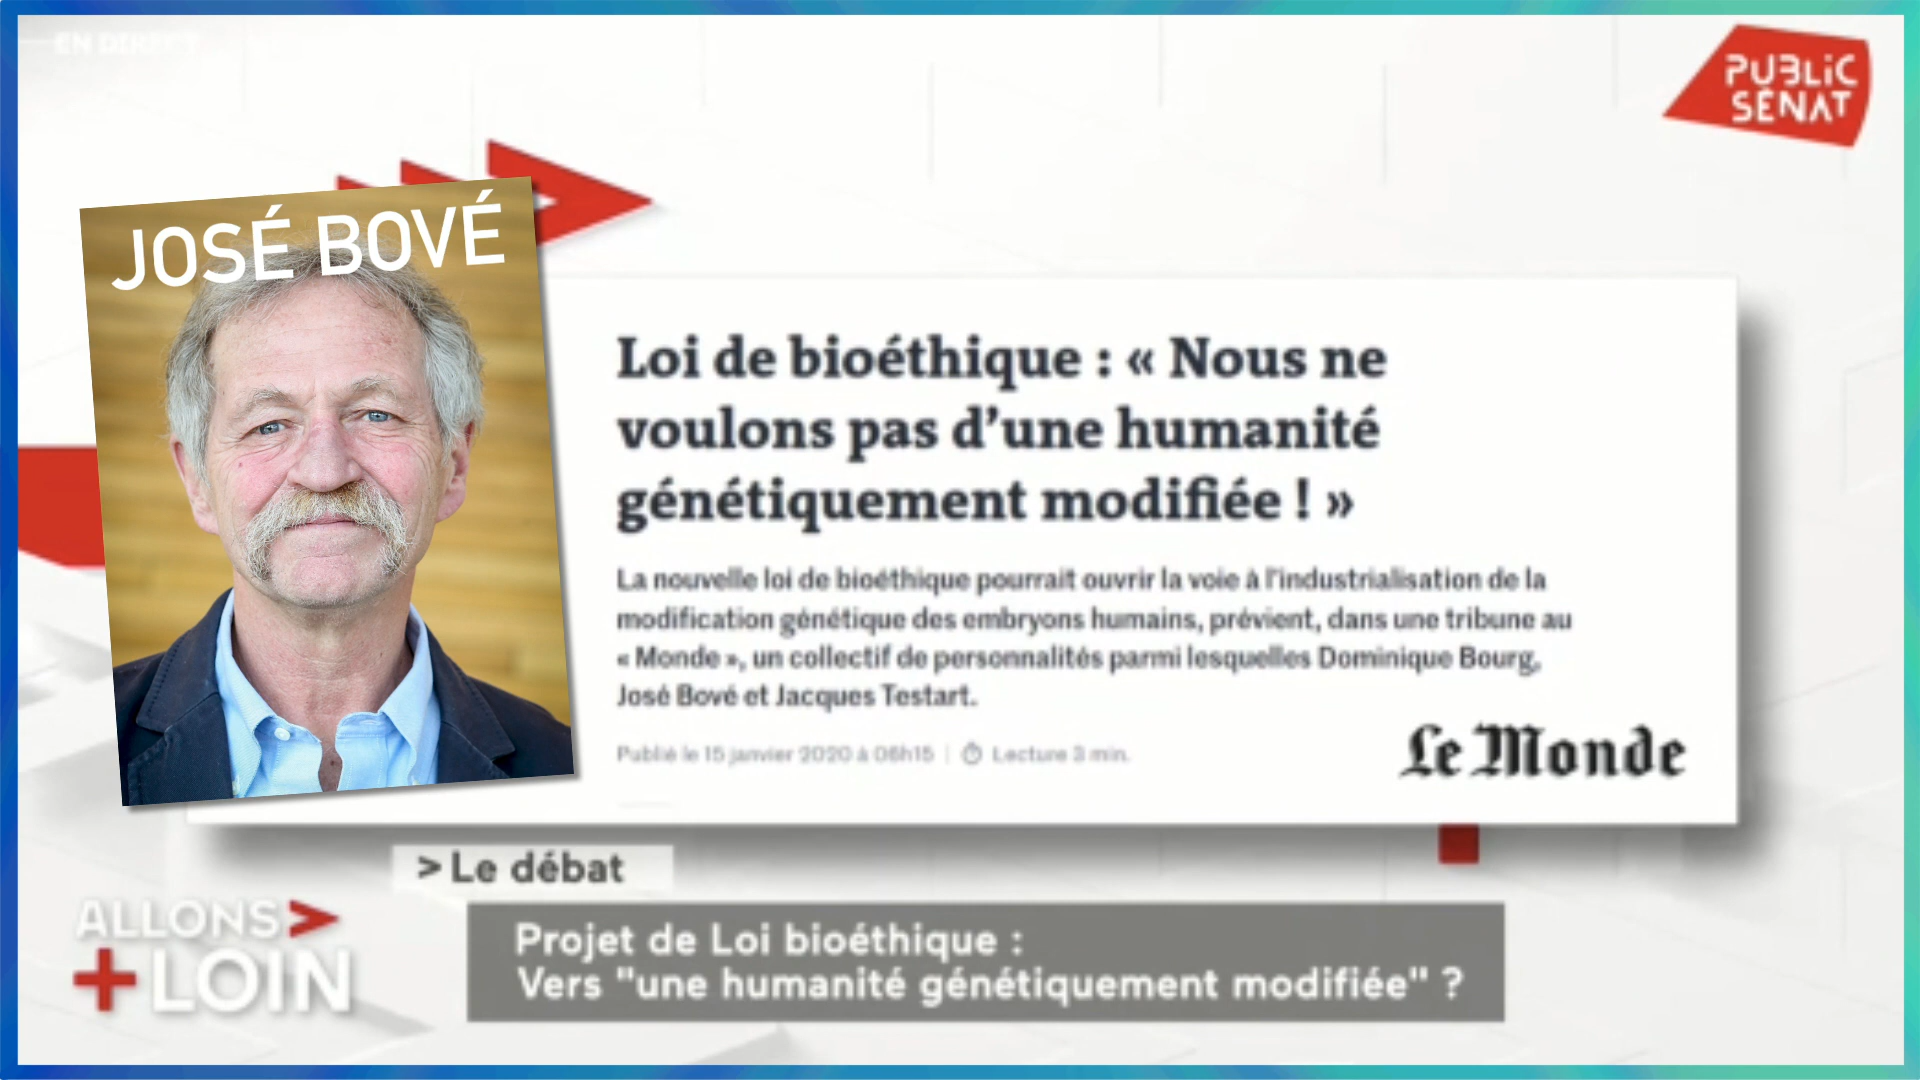 EN DIRECT
PUBLIC
SÉNAT
JOSÉ BOVÉ
Loi de bioéthique : « Nous ne
voulons pas d’une humanité
génétiquement modifiée ! »
La nouvelle loi de bioéthique pourrait ouvrir la voie à l’industrialisation de la
modification génétique des embryons humains, prévient, dans une tribune au
« Monde », un collectif de personnalités parmi lesquelles Dominique Bourg,
José Bové et Jacques Testart.
Publié le 15 janvier 2020 à 06h15 | Lecture 3 min.
Le Monde
> Le débat
ALLONS>
+LOIN
Projet de Loi bioéthique :
Vers "une humanité génétiquement modifiée" ?